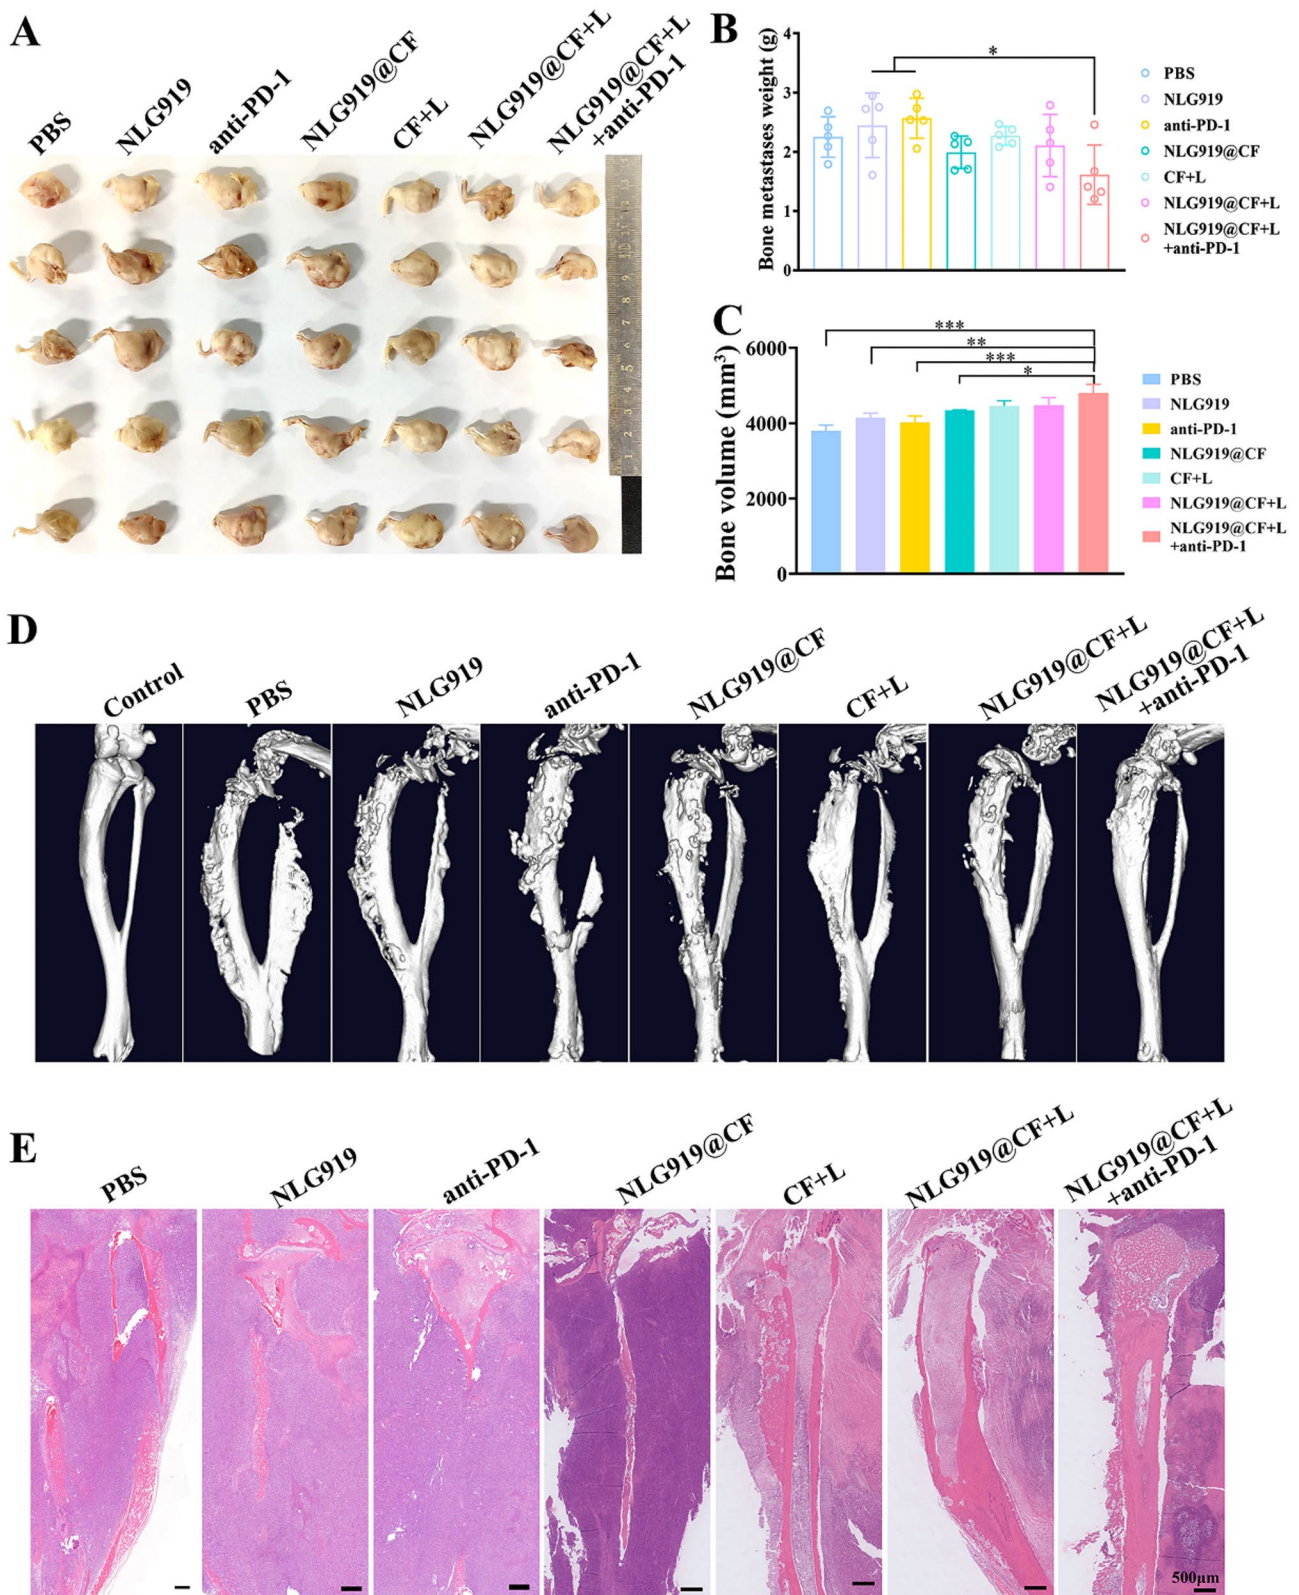 A
PBS
NLG919
anti-PD-1
NLG919@CF
CF+L
NLG919@CF+L
NLG919@CF+L
+anti-PD-1
B
Bone metastases weight (g)
4
3
2
1
0
*
PBS
NLG919
anti-PD-1
NLG919@CF
CF+L
NLG919@CF+L
NLG919@CF+L
+anti-PD-1
C
Bone volume (mm³)
6000
4000
2000
0
***
**
***
*
PBS
NLG919
anti-PD-1
NLG919@CF
CF+L
NLG919@CF+L
NLG919@CF+L
+anti-PD-1
D
Control
PBS
NLG919
anti-PD-1
NLG919@CF
CF+L
NLG919@CF+L
NLG919@CF+L
+anti-PD-1
E
PBS
NLG919
anti-PD-1
NLG919@CF
CF+L
NLG919@CF+L
NLG919@CF+L
+anti-PD-1
500μm